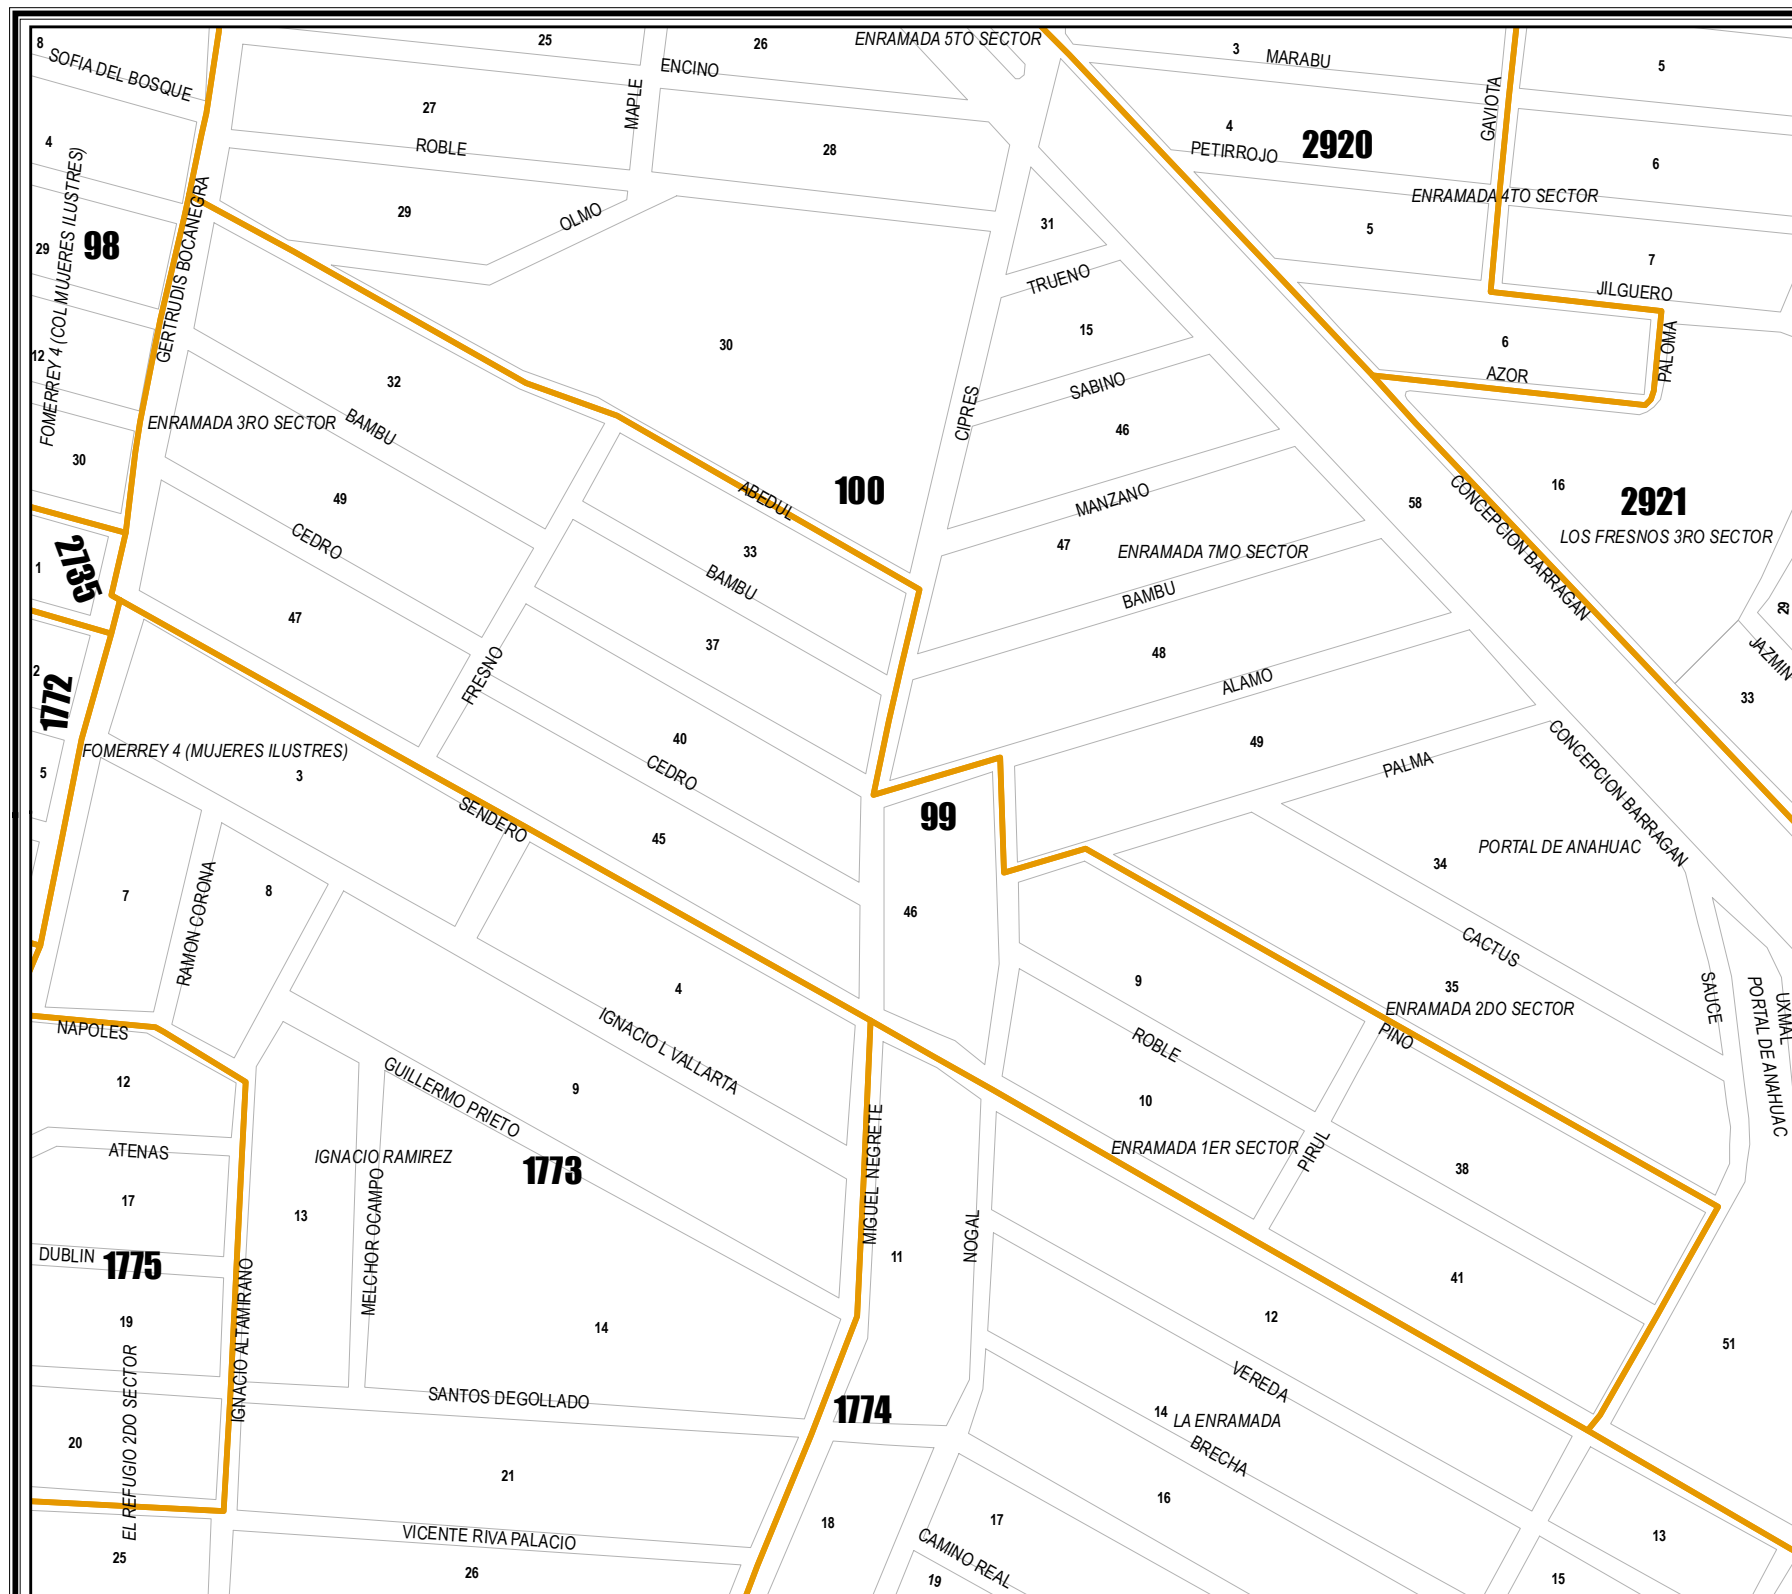 8
SOFIA DEL BOSQUE
25
26
ENRAMADA 5TO SECTOR
3
MARABU
5
ENCINO
MAPLE
27
GAVIOTA
ROBLE
28
4
PETIRROJO
2920
6
4
FOMERREY 4 (COL MUJERES ILUSTRES)
98
29
GERTRUDIS BOCANEGRA
29
OLMO
31
ENRAMADA 4TO SECTOR
5
7
JILGUERO
TRUENO
15
30
6
AZOR
PALOMA
12
32
SABINO
CIPRES
46
ENRAMADA 3RO SECTOR
BAMBU
30
49
CEDRO
ABEDUL
100
MANZANO
47
ENRAMADA 7MO SECTOR
58
CONCEPCION BARRAGAN
16
2921
LOS FRESNOS 3RO SECTOR
1
2735
33
BAMBU
BAMBU
29
47
37
JAZMIN
2
1772
FRESNO
48
ALAMO
33
5
FOMERREY 4 (MUJERES ILUSTRES)
3
40
CEDRO
49
PALMA
CONCEPCION BARRAGAN
SENDERO
45
99
34
PORTAL DE ANAHUAC
7
RAMON CORONA
8
46
CACTUS
4
9
35
ENRAMADA 2DO SECTOR
SAUCE
PORTAL DE ANAHUAC
UXMAL
NAPOLES
IGNACIO L VALLARTA
ROBLE
PINO
12
GUILLERMO PRIETO
9
10
ATENAS
IGNACIO RAMIREZ
1773
MIGUEL NEGRETE
ENRAMADA 1ER SECTOR
PIRUL
38
17
13
MELCHOR OCAMPO
NOGAL
DUBLIN
1775
11
41
IGNACIO ALTAMIRANO
19
14
12
51
EL REFUGIO 2DO SECTOR
SANTOS DEGOLLADO
1774
VEREDA
14
LA ENRAMADA
20
BRECHA
21
16
VICENTE RIVA PALACIO
18
17
13
25
26
CAMINO REAL
19
15